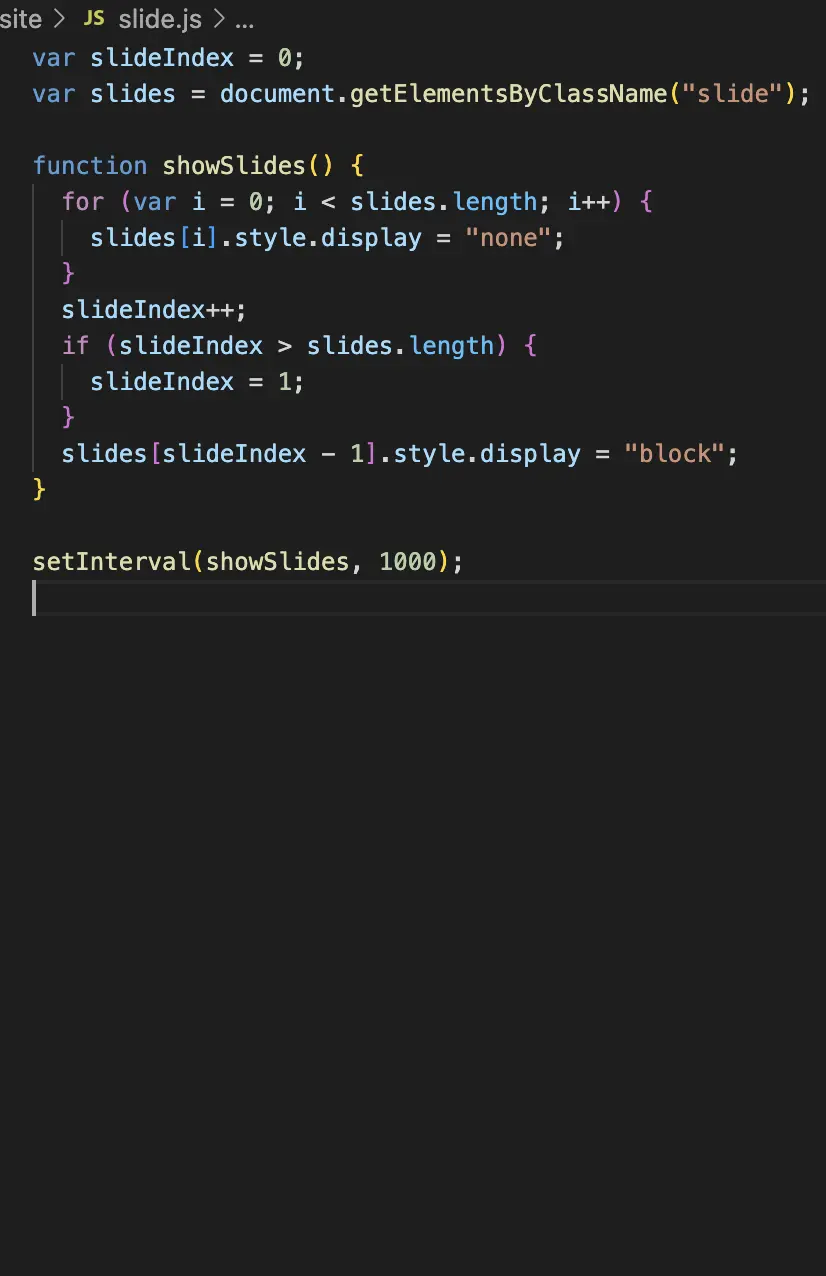 site > JS slide.js > ...
var slideIndex = 0;
var slides = document.getElementsByClassName("slide");

function showSlides() {
  for (var i = 0; i < slides.length; i++) {
    slides[i].style.display = "none";
  }
  slideIndex++;
  if (slideIndex > slides.length) {
    slideIndex = 1;
  }
  slides[slideIndex - 1].style.display = "block";
}

setInterval(showSlides, 1000);